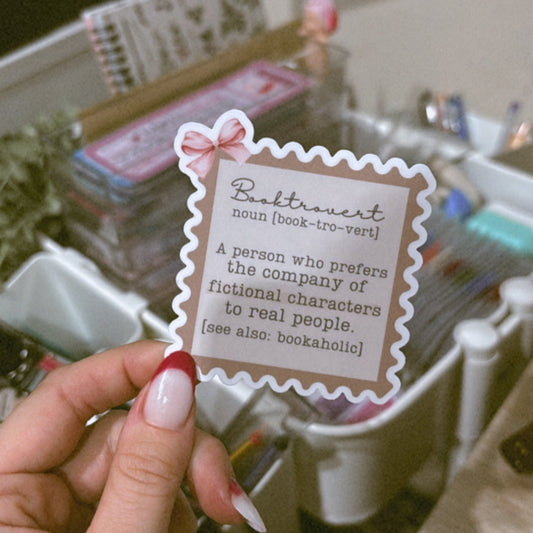 Booktrovert
noun [book-tro-vert]
A person who prefers
the company of
fictional characters
to real people.
[see also: bookaholic]